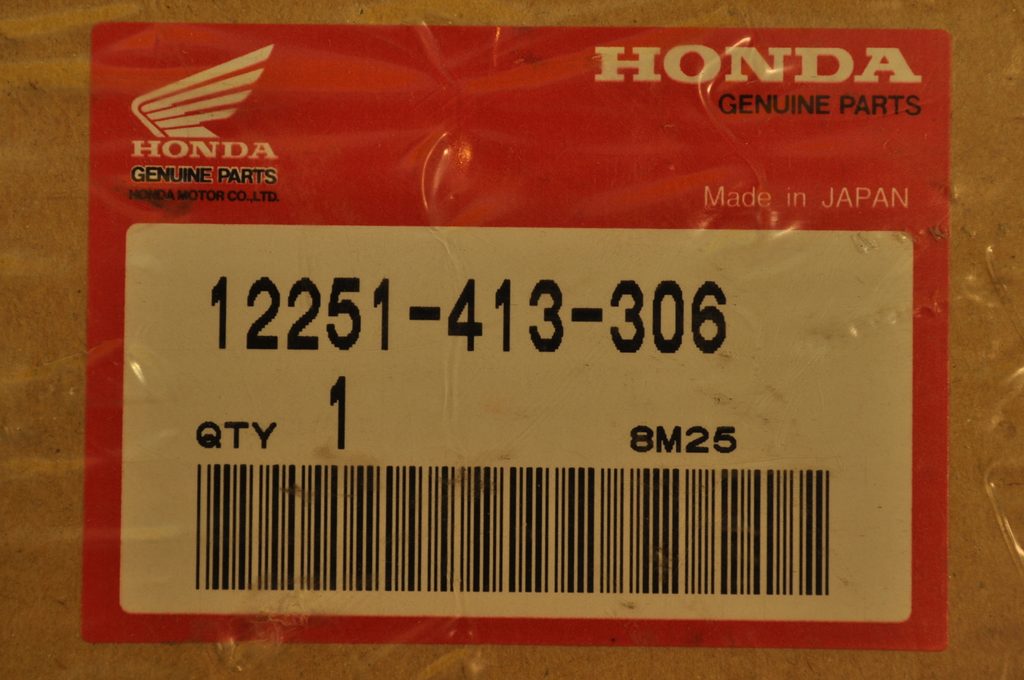 HONDA
GENUINE PARTS
HONDA MOTOR CO.,LTD.
HONDA
GENUINE PARTS
Made in JAPAN
12251-413-306
QTY 1 8M25